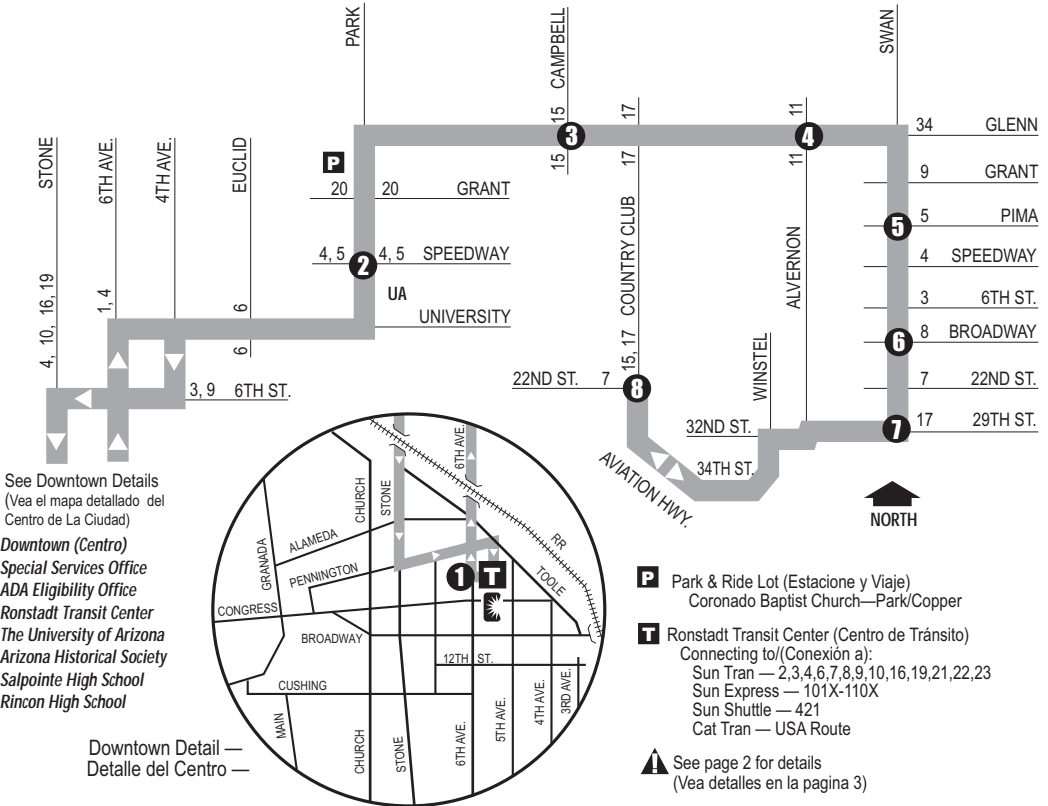 PARK
CAMPBELL
SWAN
STONE
6TH AVE.
4TH AVE.
EUCLID
P
15
17
11
3
4
15
17
11
34 GLENN
20 20 GRANT
9 GRANT
5
5 PIMA
4, 5
2
4, 5 SPEEDWAY
4 SPEEDWAY
UA
UNIVERSITY
COUNTRY CLUB
ALVERNON
3 6TH ST.
4, 10, 16, 19
1, 4
6
6
6
8 BROADWAY
15, 17
WINSTEL
3, 9 6TH ST.
22ND ST. 7
8
7 22ND ST.
32ND ST.
7
17 29TH ST.
34TH ST.
AVIATION HWY.
NORTH
See Downtown Details
(Vea el mapa detallado del
Centro de La Ciudad)
Downtown (Centro)
Special Services Office
ADA Eligibility Office
Ronstadt Transit Center
The University of Arizona
Arizona Historical Society
Salpointe High School
Rincon High School
Downtown Detail —
Detalle del Centro —
CHURCH
STONE
6TH AVE.
GRANADA
ALAMEDA
PENNINGTON
RR
TOOLE
1
T
CONGRESS
BROADWAY
12TH ST.
CUSHING
MAIN
CHURCH
STONE
6TH AVE.
5TH AVE.
4TH AVE.
3RD AVE.
P Park & Ride Lot (Estacione y Viaje)
Coronado Baptist Church—Park/Copper
T Ronstadt Transit Center (Centro de Tránsito)
Connecting to/(Conexión a):
Sun Tran — 2,3,4,6,7,8,9,10,16,19,21,22,23
Sun Express — 101X-110X
Sun Shuttle — 421
Cat Tran — USA Route
! See page 2 for details
(Vea detalles en la pagina 3)